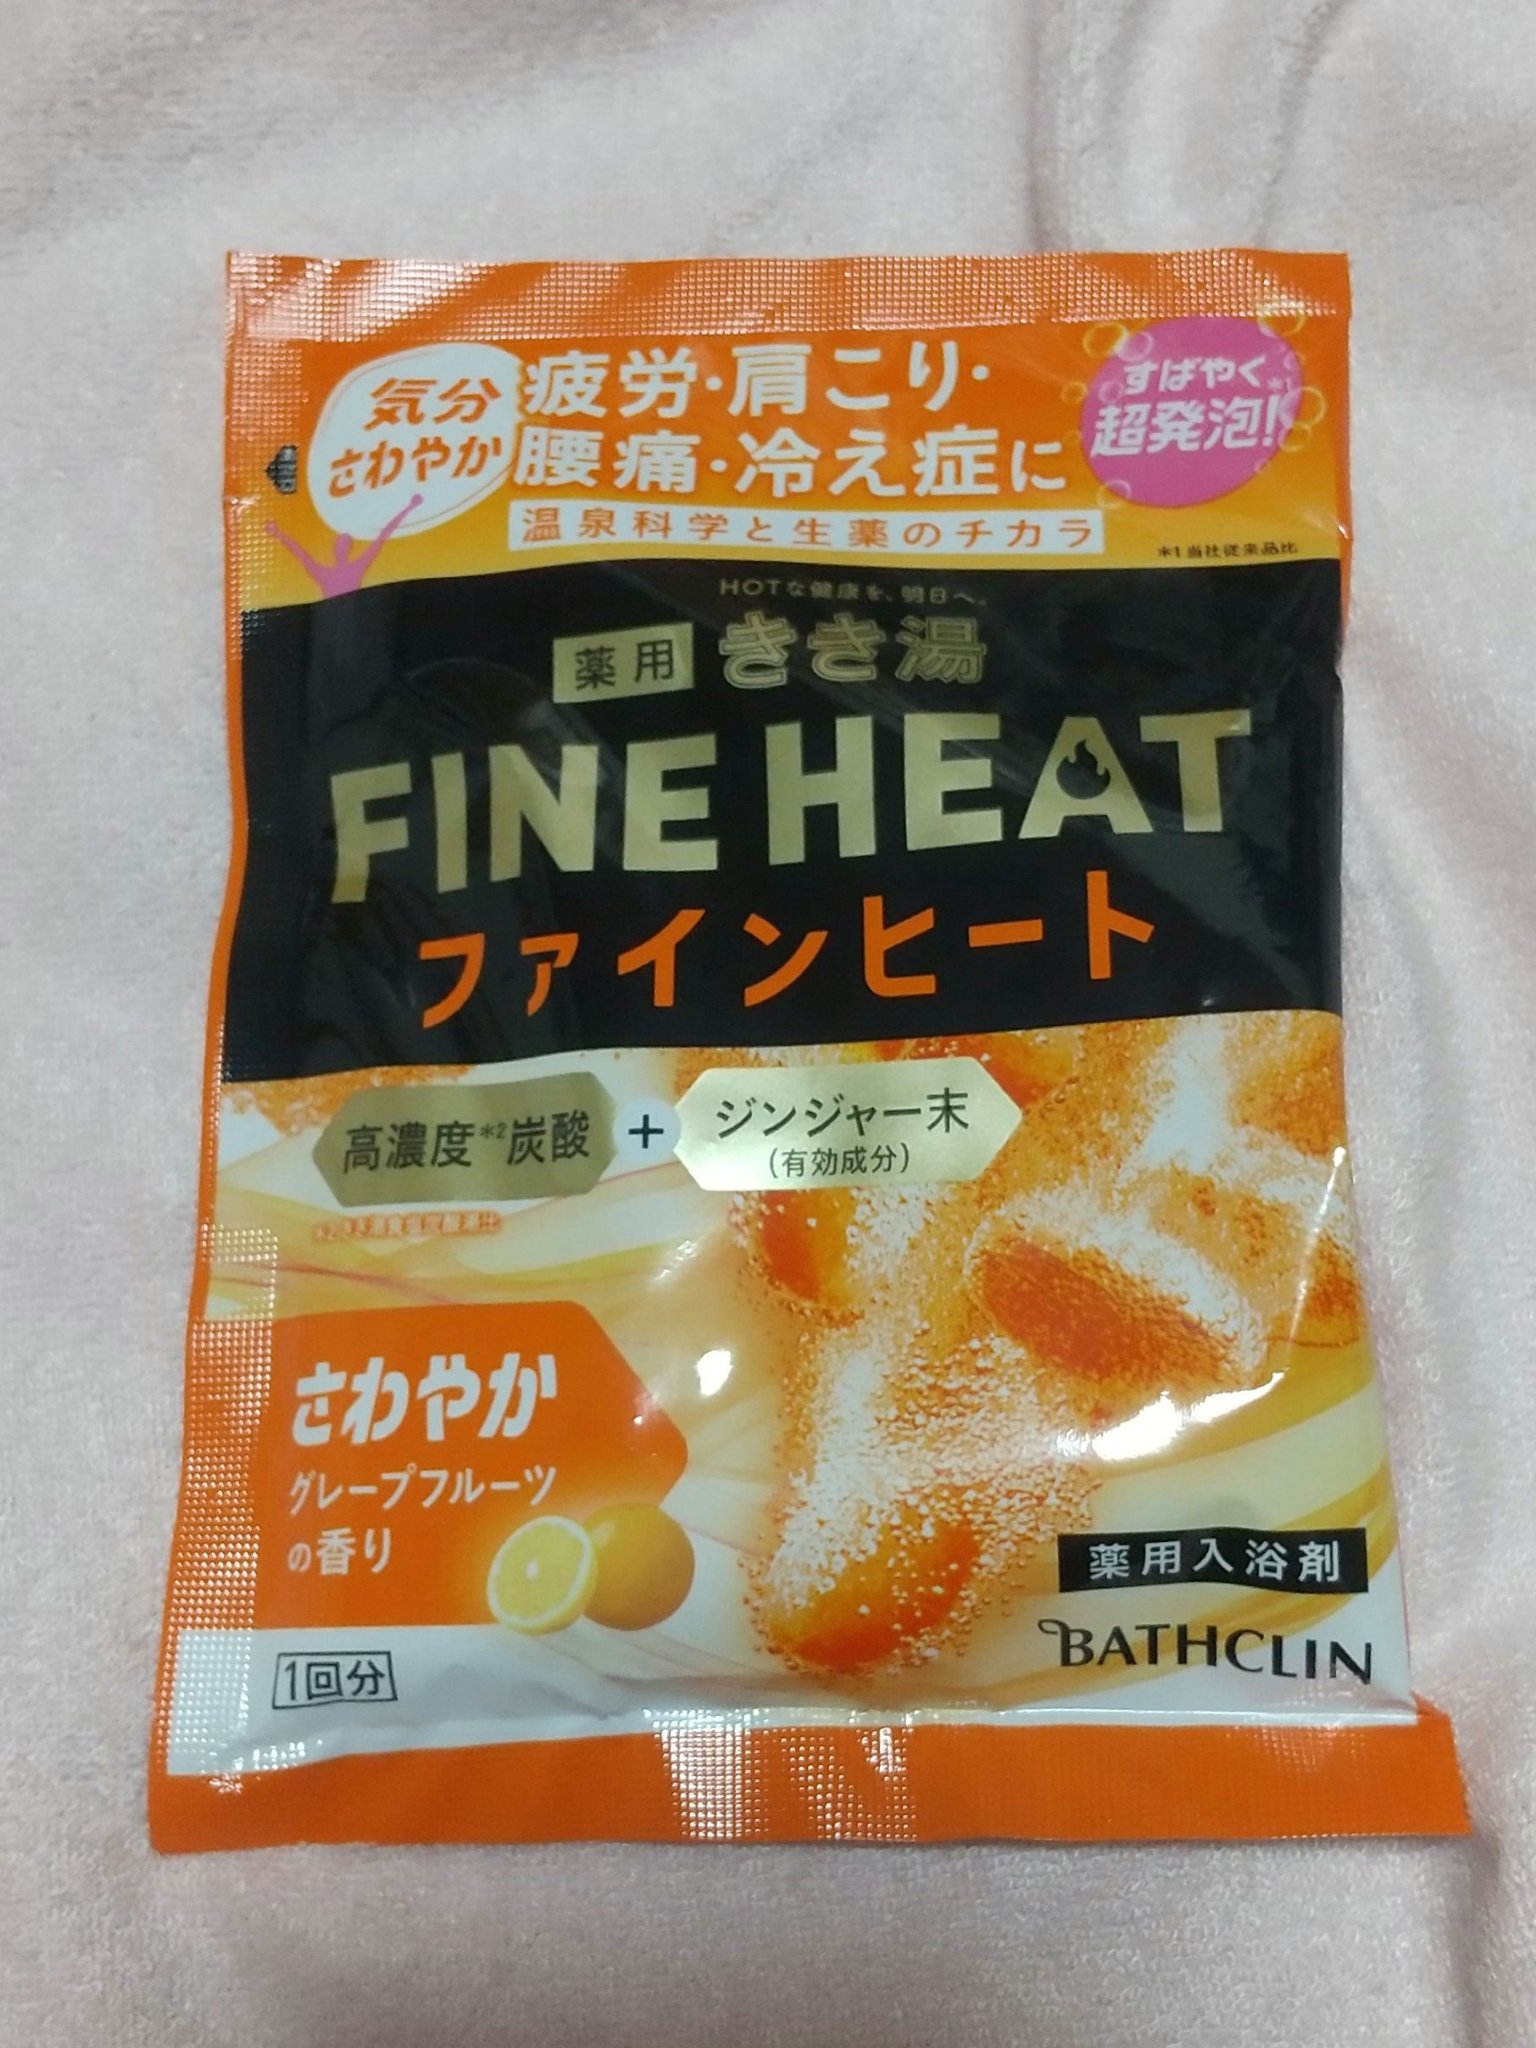 気分
さわやか
疲労・肩こり・
腰痛・冷え症に
温泉科学と生薬のチカラ
すばやく*1
超発泡!
*1 当社従来品比
HOTな健康を、明日へ。
薬用 きき湯
FINE HEAT
ファインヒート
高濃度*2炭酸 + ジンジャー末
(有効成分)
さわやか
グレープフルーツ
の香り
1回分
薬用入浴剤
BATHCLIN